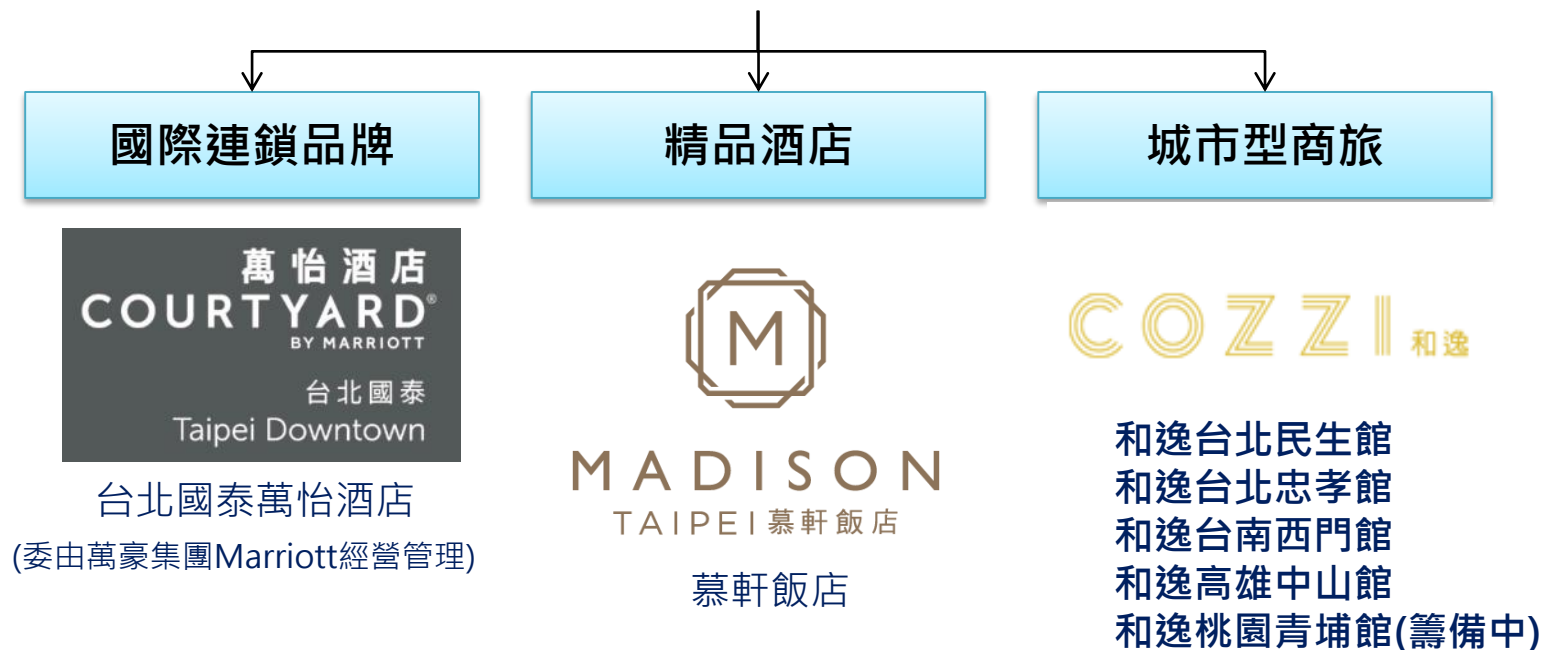 國際連鎖品牌
精品酒店
城市型商旅
萬怡酒店
COURTYARD®
BY MARRIOTT
台北國泰
Taipei Downtown
台北國泰萬怡酒店
(委由萬豪集團Marriott經營管理)
M
MADISON
TAIPEI 慕軒飯店
慕軒飯店
COZZI 和逸
和逸台北民生館
和逸台北忠孝館
和逸台南西門館
和逸高雄中山館
和逸桃園青埔館(籌備中)